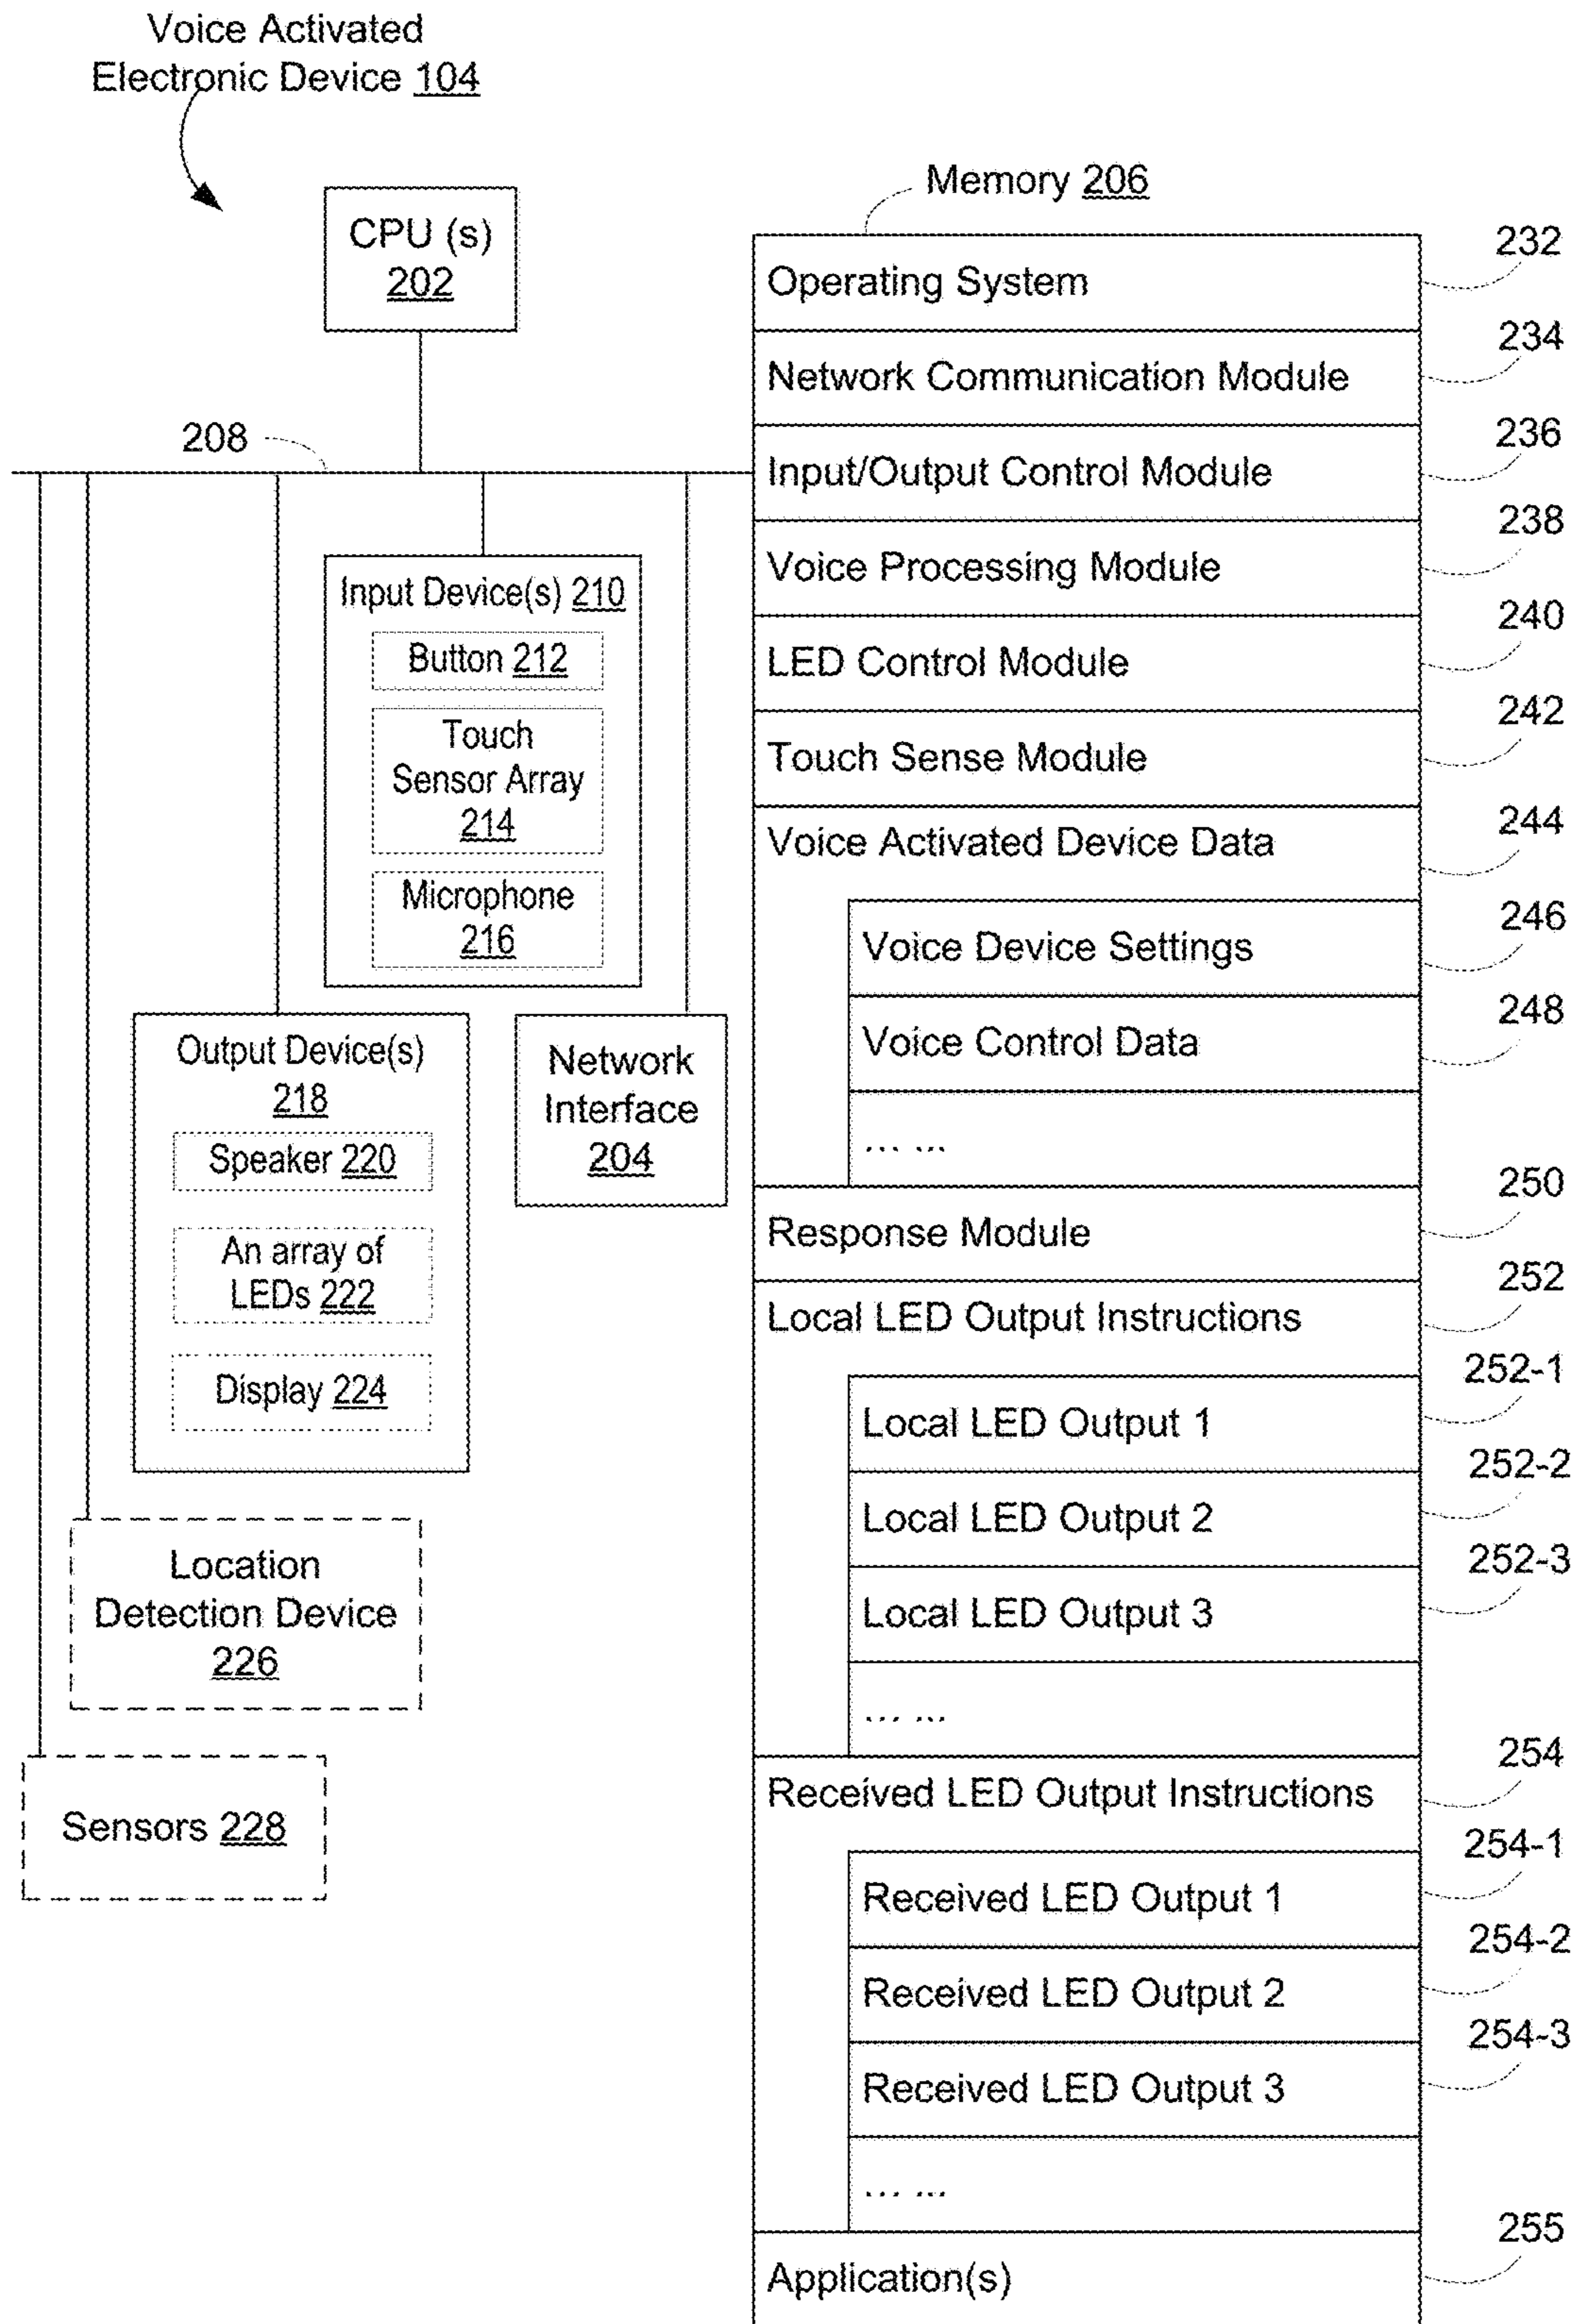 Voice Activated
Electronic Device 104
CPU (s)
202
208
Input Device(s) 210
Button 212
Touch
Sensor Array
214
Microphone
216
Output Device(s)
218
Speaker 220
An array of
LEDs 222
Display 224
Network
Interface
204
Location
Detection Device
226
Sensors 228
Memory 206
Operating System
232
Network Communication Module
234
Input/Output Control Module
236
Voice Processing Module
238
LED Control Module
240
Touch Sense Module
242
Voice Activated Device Data
244
Voice Device Settings
246
Voice Control Data
248
... ...
Response Module
250
Local LED Output Instructions
252
Local LED Output 1
252-1
Local LED Output 2
252-2
Local LED Output 3
252-3
... ...
Received LED Output Instructions
254
Received LED Output 1
254-1
Received LED Output 2
254-2
Received LED Output 3
254-3
... ...
Application(s)
255